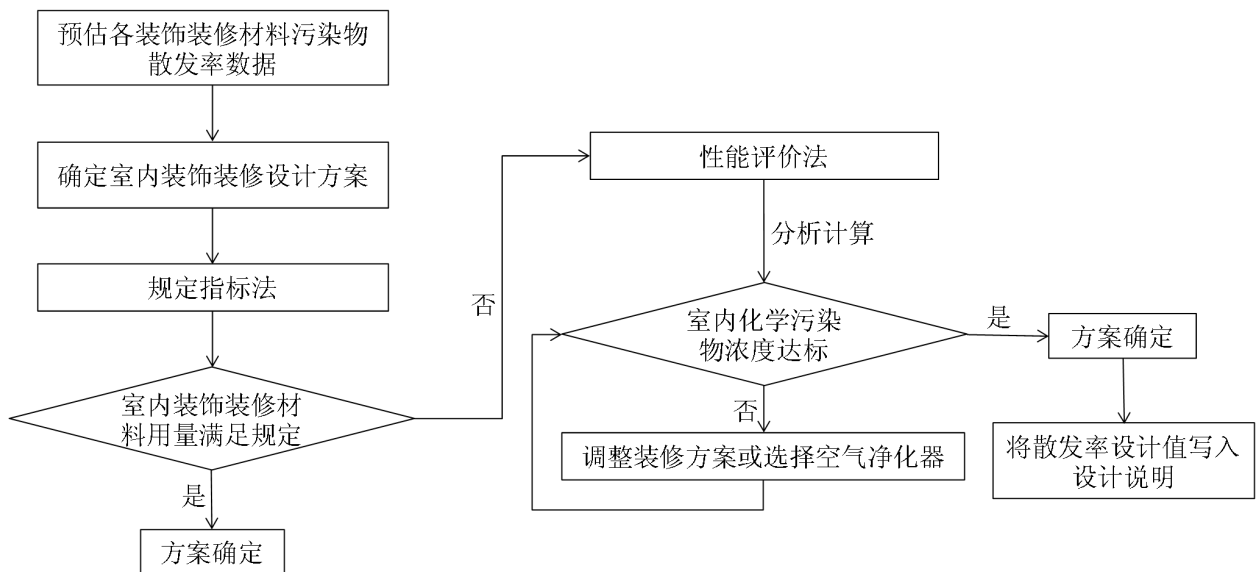 预估各装饰装修材料污染物
散发率数据
确定室内装饰装修设计方案
规定指标法
室内装饰装修材
料用量满足规定
是
方案确定
否
性能评价法
分析计算
室内化学污染
物浓度达标
是
方案确定
将散发率设计值写入
设计说明
否
调整装修方案或选择空气净化器